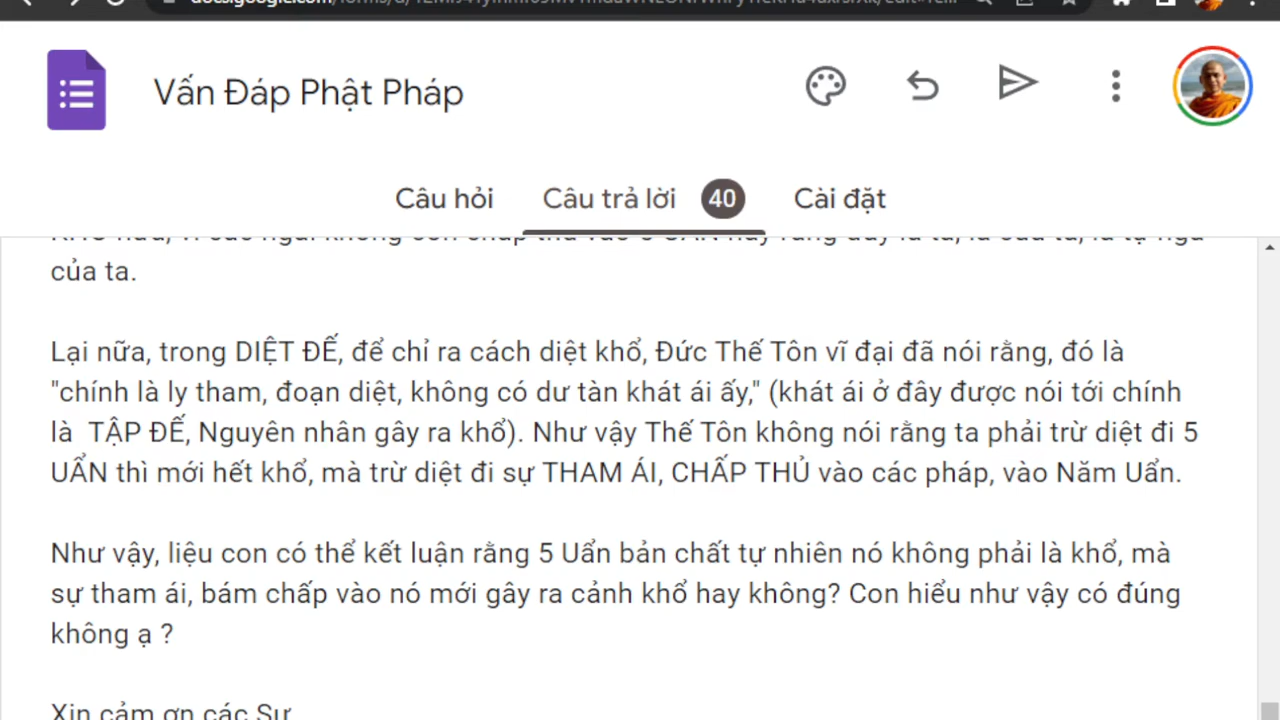 Vấn Đáp Phật Pháp
Câu hỏi Câu trả lời 40 Cài đặt
của ta.
Lại nữa, trong DIỆT ĐẾ, để chỉ ra cách diệt khổ, Đức Thế Tôn vĩ đại đã nói rằng, đó là
"chính là ly tham, đoạn diệt, không có dư tàn khát ái ấy," (khát ái ở đây được nói tới chính
là  TẬP ĐẾ, Nguyên nhân gây ra khổ). Như vậy Thế Tôn không nói rằng ta phải trừ diệt đi 5
UẨN thì mới hết khổ, mà trừ diệt đi sự THAM ÁI, CHẤP THỦ vào các pháp, vào Năm Uẩn.
Như vậy, liệu con có thể kết luận rằng 5 Uẩn bản chất tự nhiên nó không phải là khổ, mà
sự tham ái, bám chấp vào nó mới gây ra cảnh khổ hay không? Con hiểu như vậy có đúng
không ạ ?
Xin cảm ơn các Sư